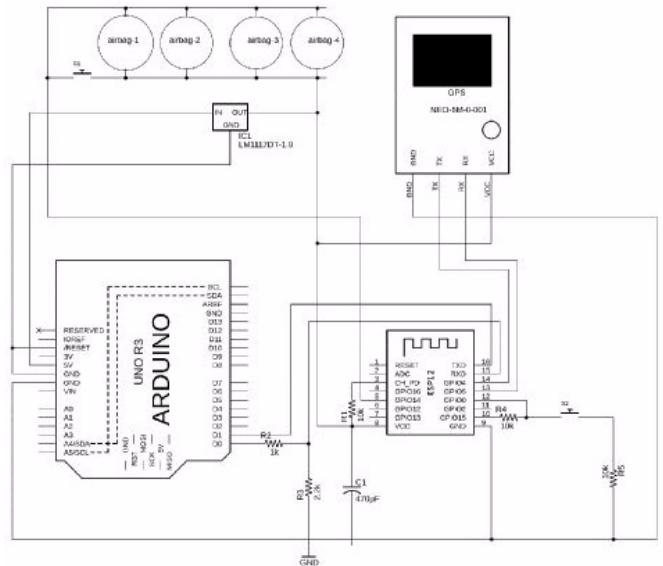 airbag-1
airbag-2
airbag-3
airbag-4
S1
IN OUT
GND
IC1
LM1117DT-1.8
GPS
NEO-6M-0-001
GND
TX
RX
VCC
GND
TX
RX
VCC
ARDUINO
UNO R3
RESERVED
IOREF
/RESET
3V
5V
GND
GND
VIN
A0
A1
A2
A3
A4/SDA
A5/SCL
SCL
SDA
AREF
GND
D13
D12
D11
D10
D9
D8
D7
D6
D5
D4
D3
D2
D1
D0
GND
RST
MOSI
SCK
5V
MISO
R2
1k
R3
2.2k
GND
R1
10k
C1
470pF
ESP12
1 RESET
2 ADC
3 CH_PD
4 GPIO16
5 GPIO14
6 GPIO12
7 GPIO13
8 VCC
TXD 16
RXD 15
GPIO4 14
GPIO5 13
GPIO0 12
GPIO2 11
GPIO15 10
GND 9
R4
10k
S2
10k
R5